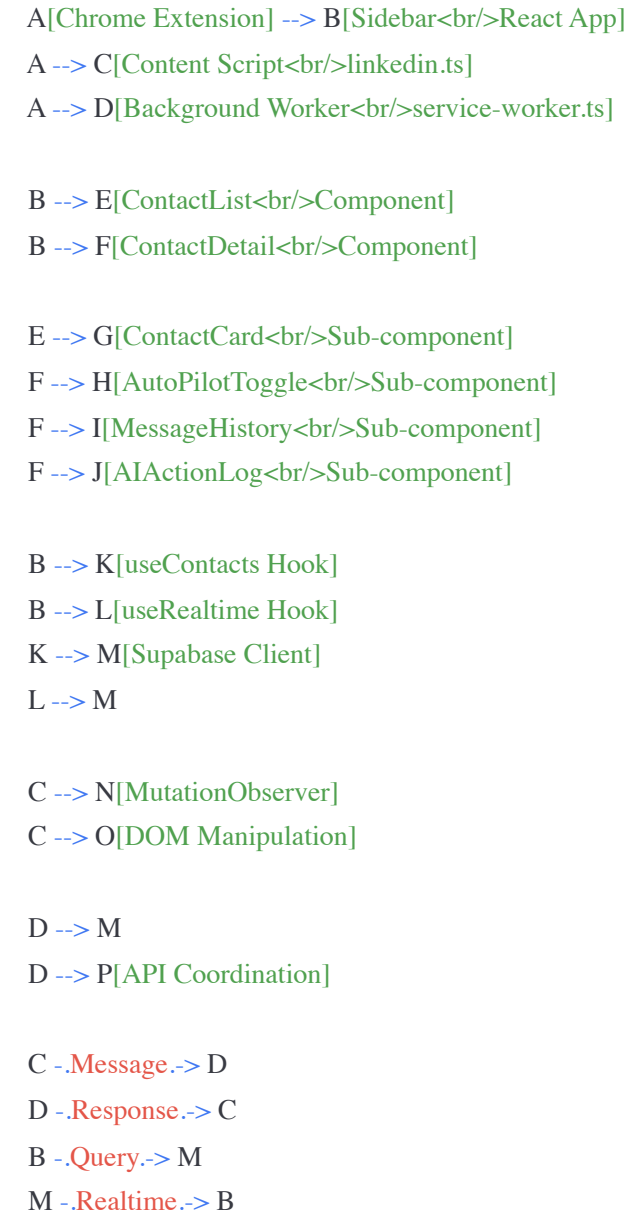 A[Chrome Extension] --> B[Sidebar<br/>React App]
A --> C[Content Script<br/>linkedin.ts]
A --> D[Background Worker<br/>service-worker.ts]
B --> E[ContactList<br/>Component]
B --> F[ContactDetail<br/>Component]
E --> G[ContactCard<br/>Sub-component]
F --> H[AutoPilotToggle<br/>Sub-component]
F --> I[MessageHistory<br/>Sub-component]
F --> J[AIActionLog<br/>Sub-component]
B --> K[useContacts Hook]
B --> L[useRealtime Hook]
K --> M[Supabase Client]
L --> M
C --> N[MutationObserver]
C --> O[DOM Manipulation]
D --> M
D --> P[API Coordination]
C -.Message.-> D
D -.Response.-> C
B -.Query.-> M
M -.Realtime.-> B